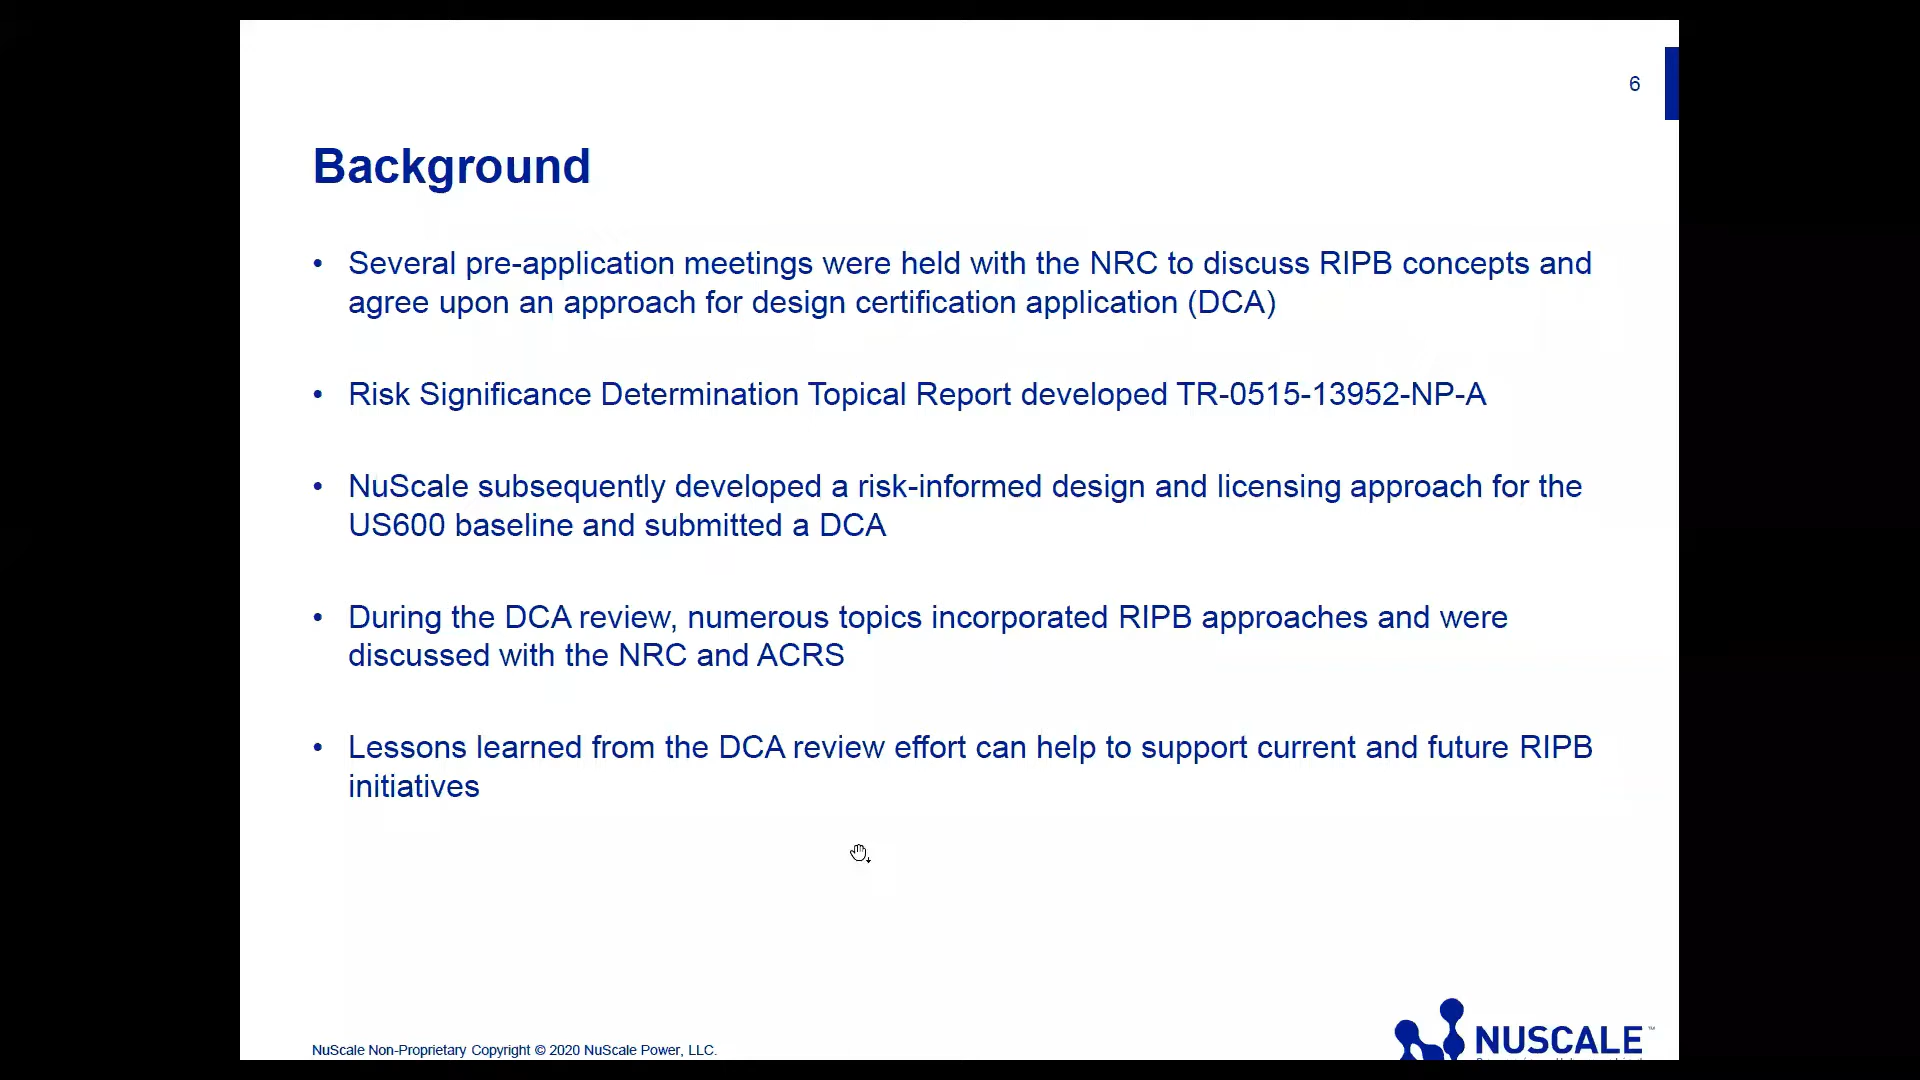 6
Background
• Several pre-application meetings were held with the NRC to discuss RIPB concepts and
agree upon an approach for design certification application (DCA)
• Risk Significance Determination Topical Report developed TR-0515-13952-NP-A
• NuScale subsequently developed a risk-informed design and licensing approach for the
US600 baseline and submitted a DCA
• During the DCA review, numerous topics incorporated RIPB approaches and were
discussed with the NRC and ACRS
• Lessons learned from the DCA review effort can help to support current and future RIPB
initiatives
NuScale Non-Proprietary Copyright © 2020 NuScale Power, LLC.
NUSCALE™